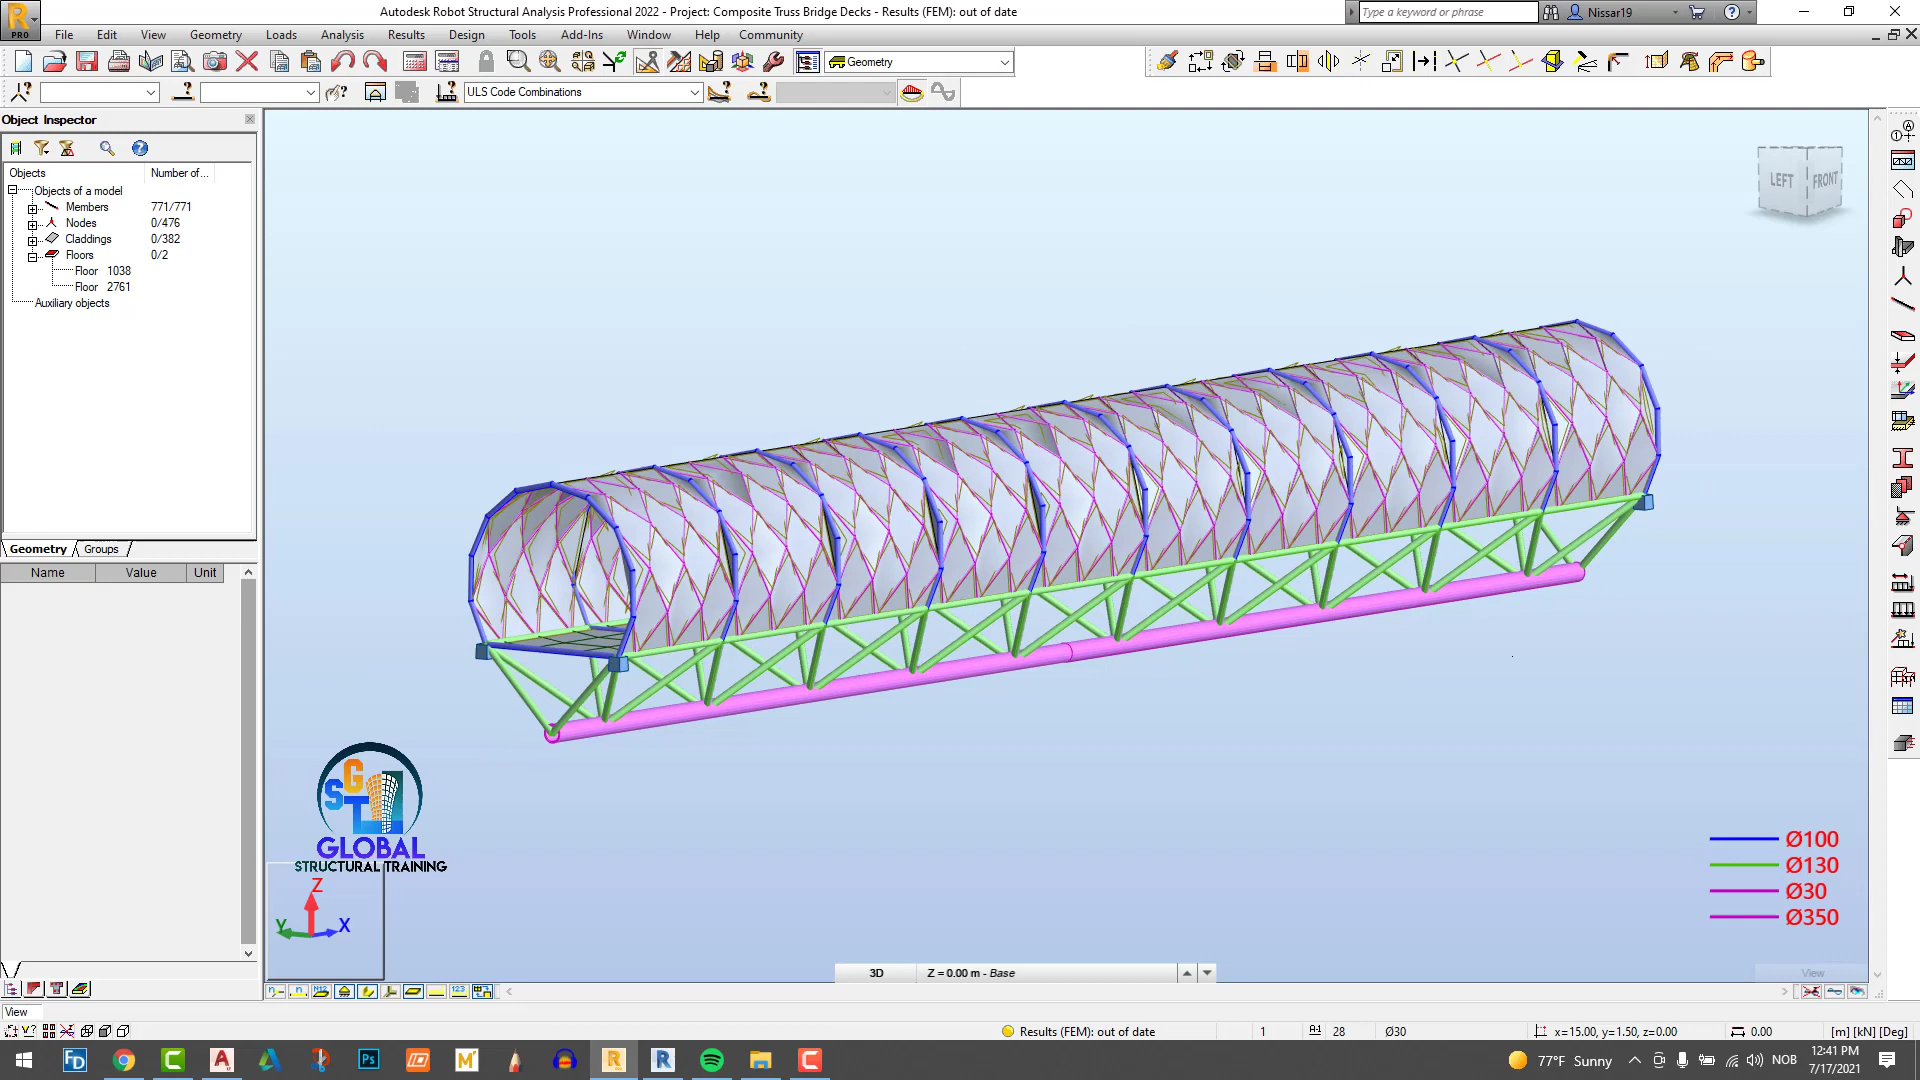 Autodesk Robot Structural Analysis Professional 2022 - Project: Composite Truss Bridge Decks - Results (FEM): out of date
Type a keyword or phrase
Nissar19
PRO
File Edit View Geometry Loads Analysis Results Design Tools Add-Ins Window Help Community
Geometry
ULS Code Combinations
Object Inspector
Objects Number of...
Objects of a model
Members 771/771
Nodes 0/476
Claddings 0/382
Floors 0/2
Floor 1038
Floor 2761
Auxiliary objects
Geometry Groups
Name Value Unit
LEFT FRONT
SGTL
GLOBAL
STRUCTURAL TRAINING
Z
Y X
Ø100
Ø130
Ø30
Ø350
3D Z = 0.00 m - Base
View
View
Results (FEM): out of date 1 28 Ø30 x=15.00, y=1.50, z=0.00 0.00 [m] [kN] [Deg]
77°F Sunny NOB 12:41 PM
7/17/2021